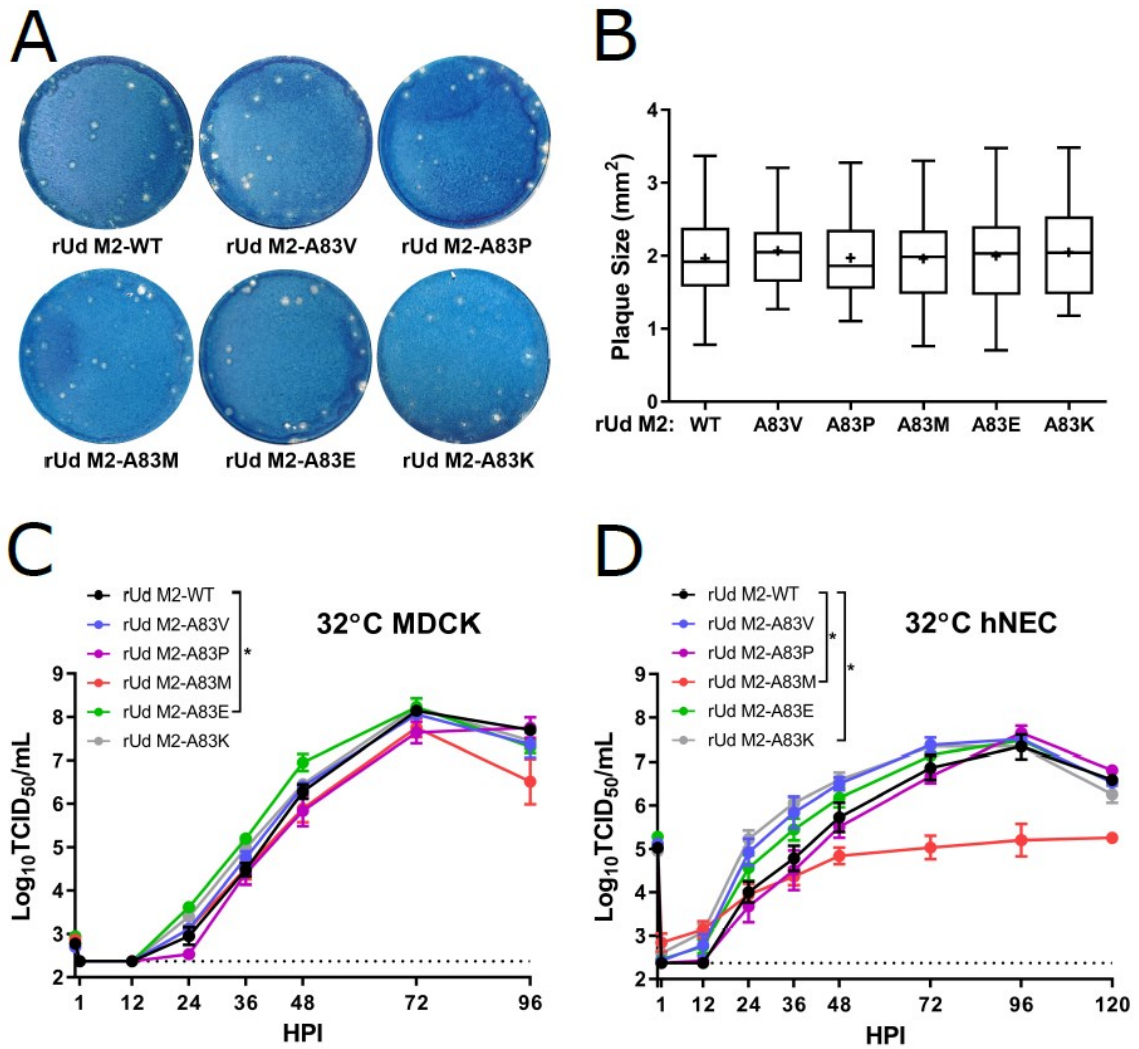 A
rUd M2-WT rUd M2-A83V rUd M2-A83P
rUd M2-A83M rUd M2-A83E rUd M2-A83K
B
Plaque Size (mm²)
4
3
2
1
0
rUd M2: WT A83V A83P A83M A83E A83K
C
rUd M2-WT
rUd M2-A83V
rUd M2-A83P
rUd M2-A83M
rUd M2-A83E
rUd M2-A83K
*
32°C MDCK
Log₁₀TCID₅₀/mL
9
8
7
6
5
4
3
2
1 12 24 36 48 72 96
HPI
D
rUd M2-WT
rUd M2-A83V
rUd M2-A83P
rUd M2-A83M
rUd M2-A83E
rUd M2-A83K
*
*
32°C hNEC
Log₁₀TCID₅₀/mL
9
8
7
6
5
4
3
2
1 12 24 36 48 72 96 120
HPI